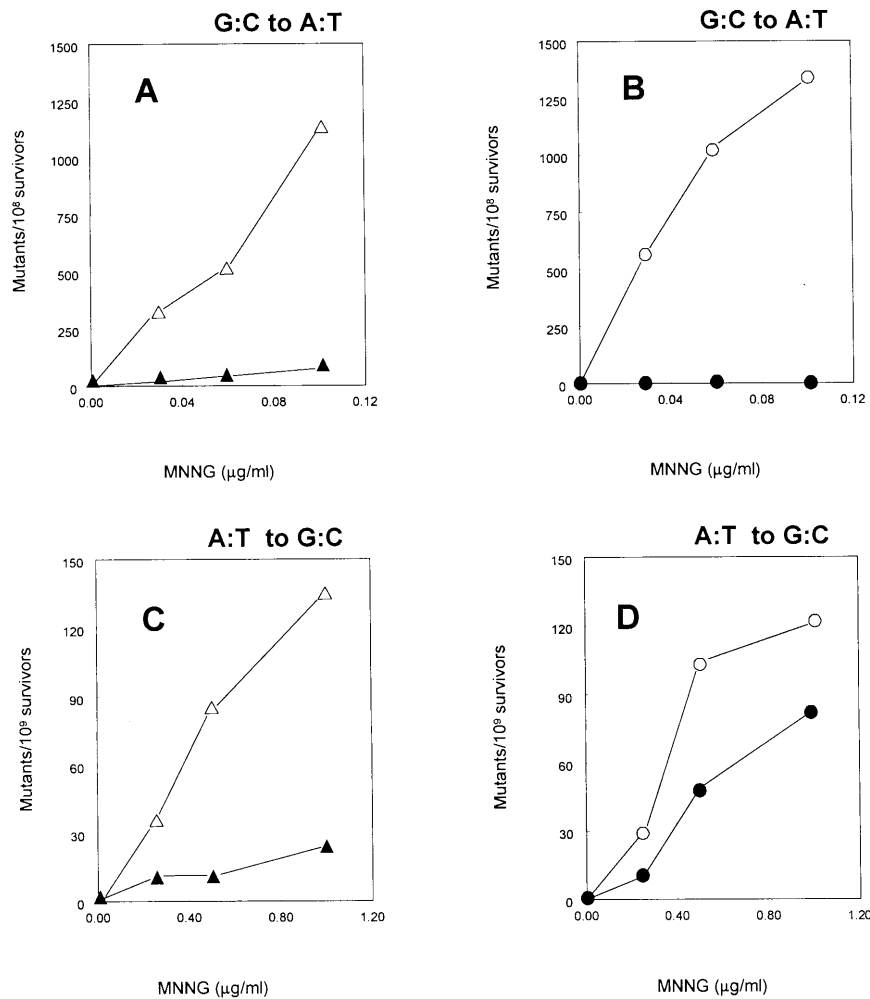 G:C to A:T
A
Mutants/10⁸ survivors
1500
1250
1000
750
500
250
0
0.00 0.04 0.08 0.12
MNNG (μg/ml)
G:C to A:T
B
Mutants/10⁸ survivors
1500
1250
1000
750
500
250
0
0.00 0.04 0.08 0.12
MNNG (μg/ml)
A:T to G:C
C
Mutants/10⁹ survivors
150
120
90
60
30
0
0.00 0.40 0.80 1.20
MNNG (μg/ml)
A:T to G:C
D
Mutants/10⁹ survivors
150
120
90
60
30
0
0.00 0.40 0.80 1.20
MNNG (μg/ml)